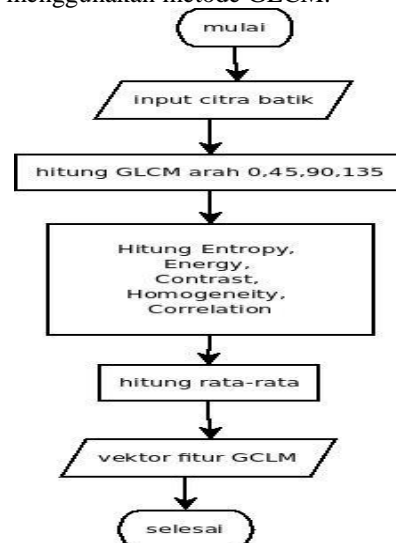 menggunakan metode GLCM.
mulai
input citra batik
hitung GLCM arah 0,45,90,135
Hitung Entropy,
Energy,
Contrast,
Homogeneity,
Correlation
hitung rata-rata
vektor fitur GCLM
selesai